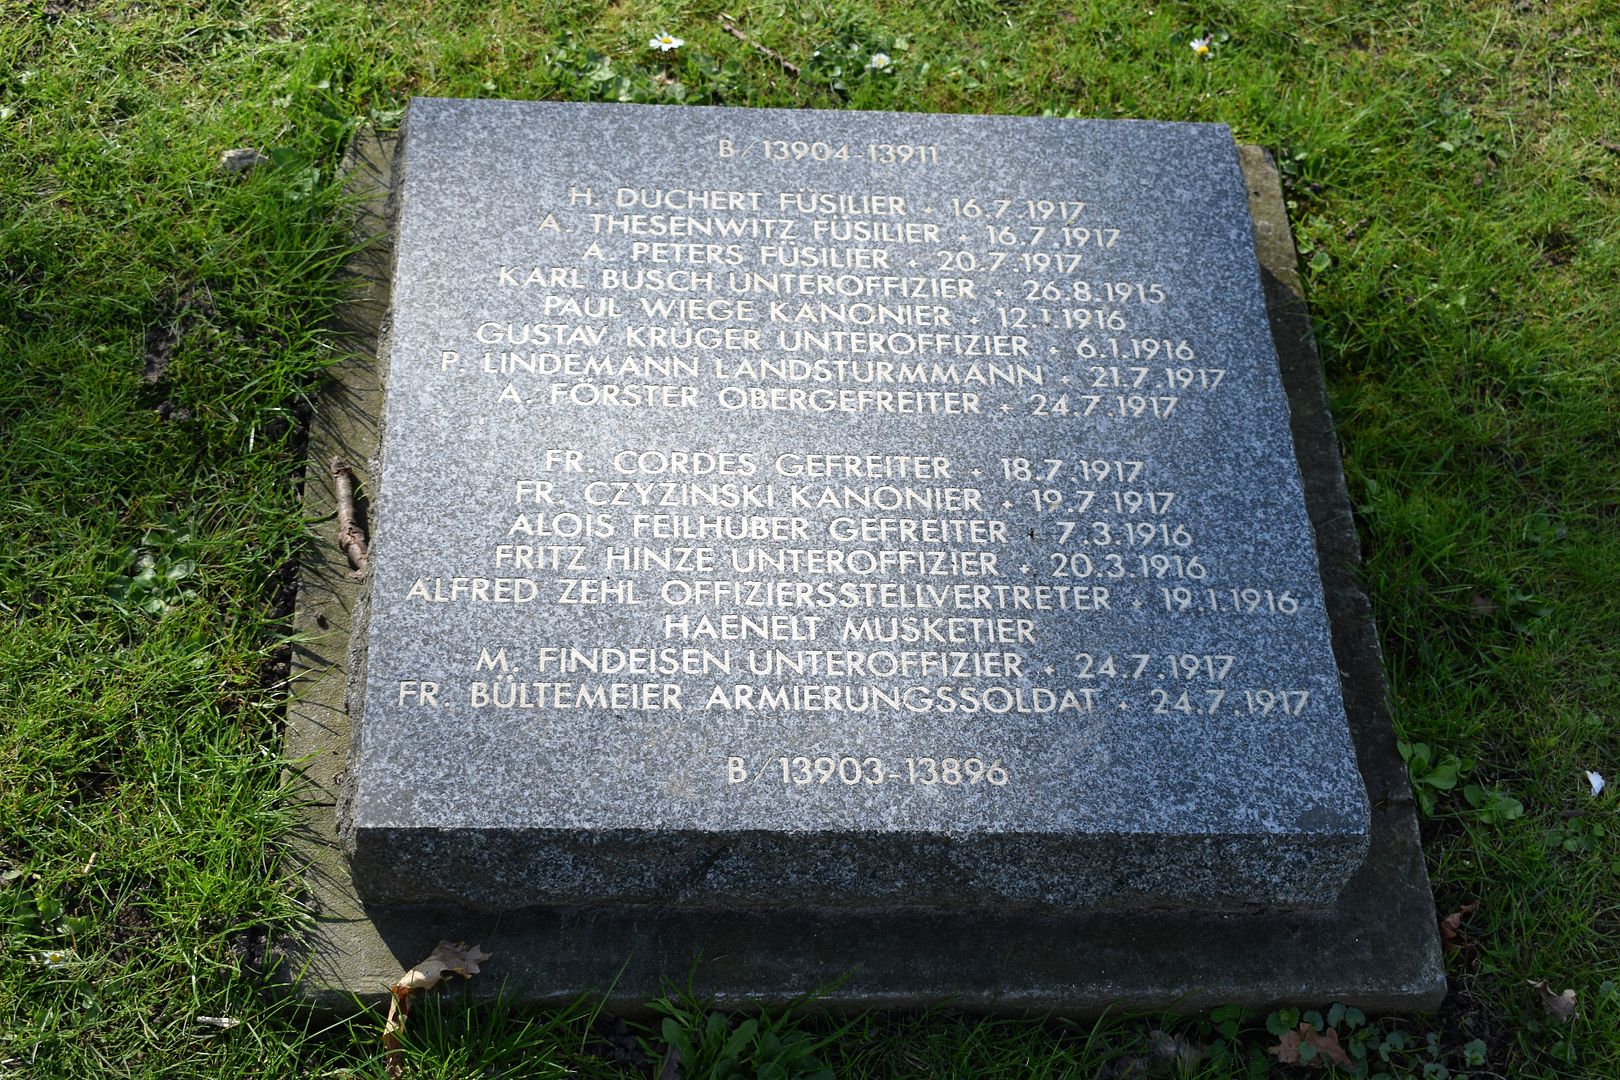 B/13904-13911
H. DUCHERT FÜSILIER + 16.7.1917
A. THESENWITZ FÜSILIER + 16.7.1917
A. PETERS FÜSILIER + 20.7.1917
KARL BUSCH UNTEROFFIZIER + 26.8.1915
PAUL WIEGE KANONIER + 12.1.1916
GUSTAV KRÜGER UNTEROFFIZIER + 6.1.1916
P. LINDEMANN LANDSTURMMANN + 21.7.1917
A. FÖRSTER OBERGEFREITER + 24.7.1917
FR. CORDES GEFREITER + 18.7.1917
FR. CZYZINSKI KANONIER + 19.7.1917
ALOIS FEILHUBER GEFREITER + 7.3.1916
FRITZ HINZE UNTEROFFIZIER + 20.3.1916
ALFRED ZEHL OFFIZIERSSTELLVERTRETER + 19.1.1916
HAENELT MUSKETIER
M. FINDEISEN UNTEROFFIZIER + 24.7.1917
FR. BÜLTEMEIER ARMIERUNGSSOLDAT + 24.7.1917
B/13903-13896